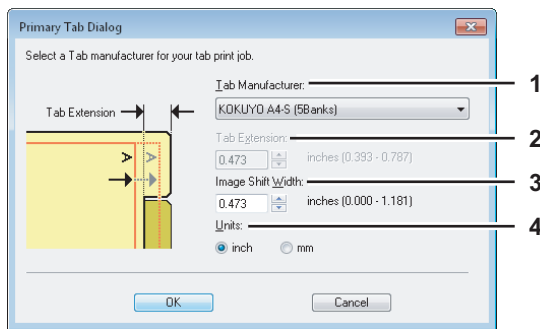 Primary Tab Dialog
Select a Tab manufacturer for your tab print job.
Tab Manufacturer:
1
Tab Extension
KOKUYO A4-S (5Banks)
Tab Extension:
2
0.473 inches (0.393 - 0.787)
A A
Image Shift Width:
3
0.473 inches (0.000 - 1.181)
Units:
4
inch mm
OK Cancel